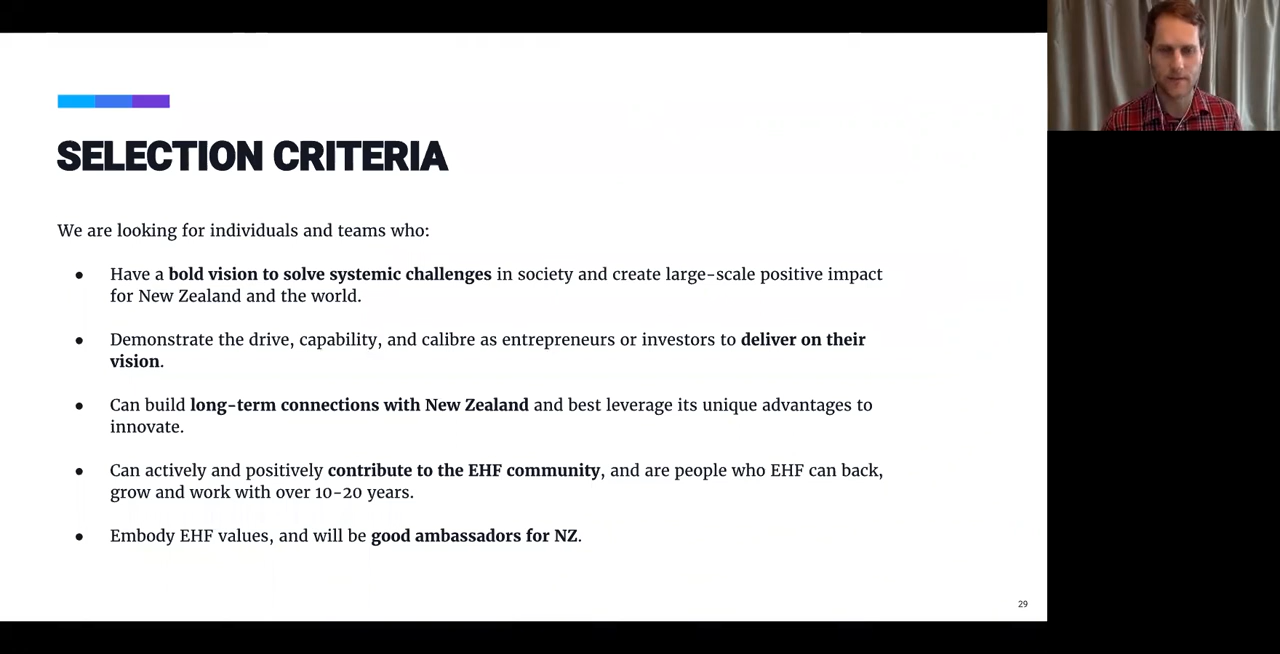 SELECTION CRITERIA
We are looking for individuals and teams who:
● Have a bold vision to solve systemic challenges in society and create large-scale positive impact
for New Zealand and the world.
● Demonstrate the drive, capability, and calibre as entrepreneurs or investors to deliver on their
vision.
● Can build long-term connections with New Zealand and best leverage its unique advantages to
innovate.
● Can actively and positively contribute to the EHF community, and are people who EHF can back,
grow and work with over 10-20 years.
● Embody EHF values, and will be good ambassadors for NZ.
29